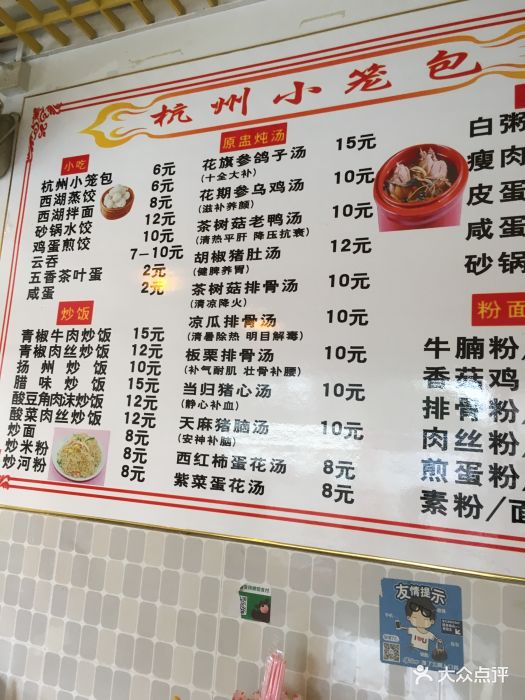 杭州小笼包
小吃
杭州小笼包 6元
西湖蒸饺 6元
西湖拌面 8元
砂锅水饺 12元
鸡蛋煎饺 10元
云吞 7-10元
五香茶叶蛋 2元
咸蛋 2元
炒饭
青椒牛肉炒饭 15元
青椒肉丝炒饭 12元
扬州炒饭 10元
腊味炒饭 15元
酸豆角肉沫炒饭 12元
酸菜肉丝炒饭 12元
炒面 8元
炒米粉 8元
炒河粉 8元
原盅炖汤
花旗参鸽子汤 15元
(十全大补)
花期参乌鸡汤 10元
(滋补养颜)
茶树菇老鸭汤 10元
(清热平肝 降压抗衰)
胡椒猪肚汤 12元
(健脾养胃)
茶树菇排骨汤 10元
(清凉降火)
凉瓜排骨汤 10元
(清暑除热 明目解毒)
板栗排骨汤 10元
(补气耐肌 壮骨补腰)
当归猪心汤 10元
(静心补血)
天麻猪脑汤 10元
(安神补脑)
西红柿蛋花汤 8元
紫菜蛋花汤 8元
白粥
瘦肉
皮蛋
咸蛋
砂锅
粉面
牛腩粉/
香菇鸡
排骨粉/
肉丝粉/
煎蛋粉/
素粉/面
友情提示
大众点评